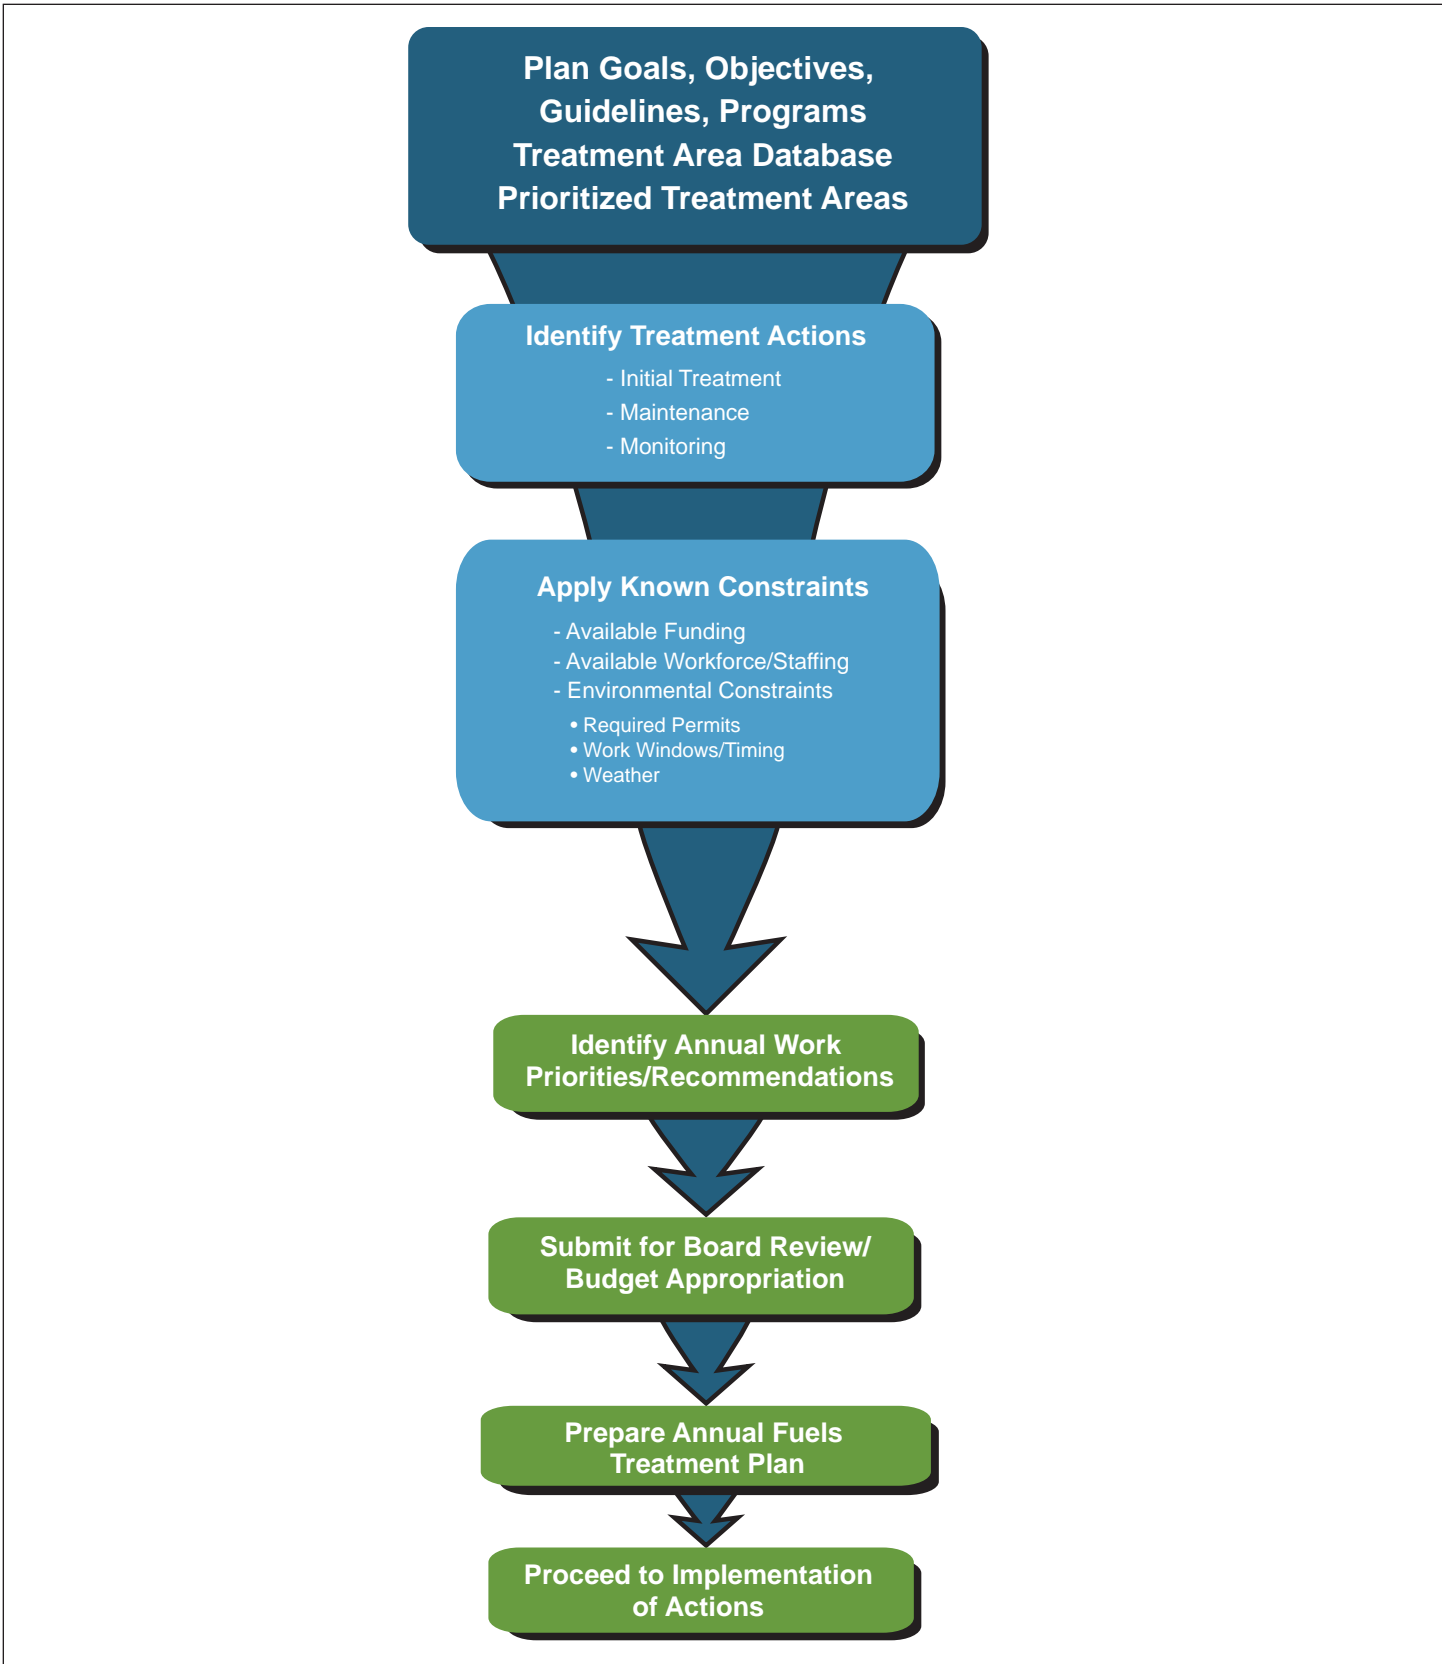 Plan Goals, Objectives,
Guidelines, Programs
Treatment Area Database
Prioritized Treatment Areas
Identify Treatment Actions
- Initial Treatment
- Maintenance
- Monitoring
Apply Known Constraints
- Available Funding
- Available Workforce/Staffing
- Environmental Constraints
• Required Permits
• Work Windows/Timing
• Weather
Identify Annual Work
Priorities/Recommendations
Submit for Board Review/
Budget Appropriation
Prepare Annual Fuels
Treatment Plan
Proceed to Implementation
of Actions